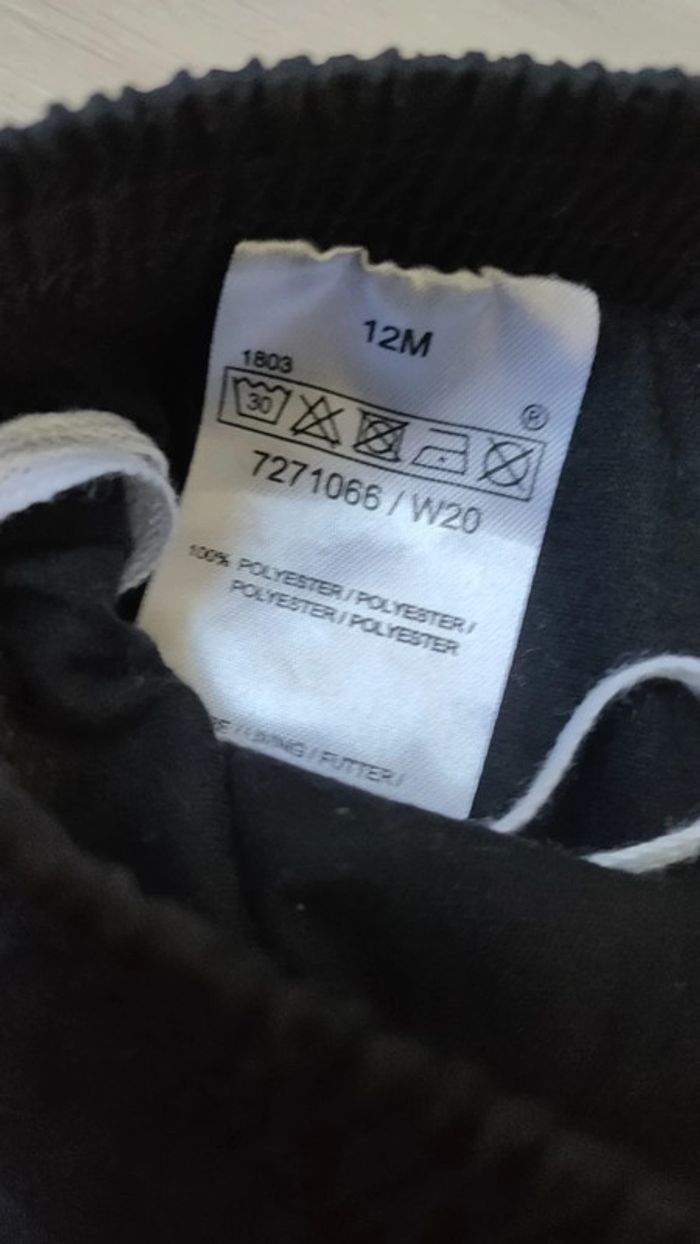 12M
1803
30
®
7271066 / W20
100% POLYESTER / POLYESTER /
POLYESTER / POLYESTER
/ LINING / FUTTER /